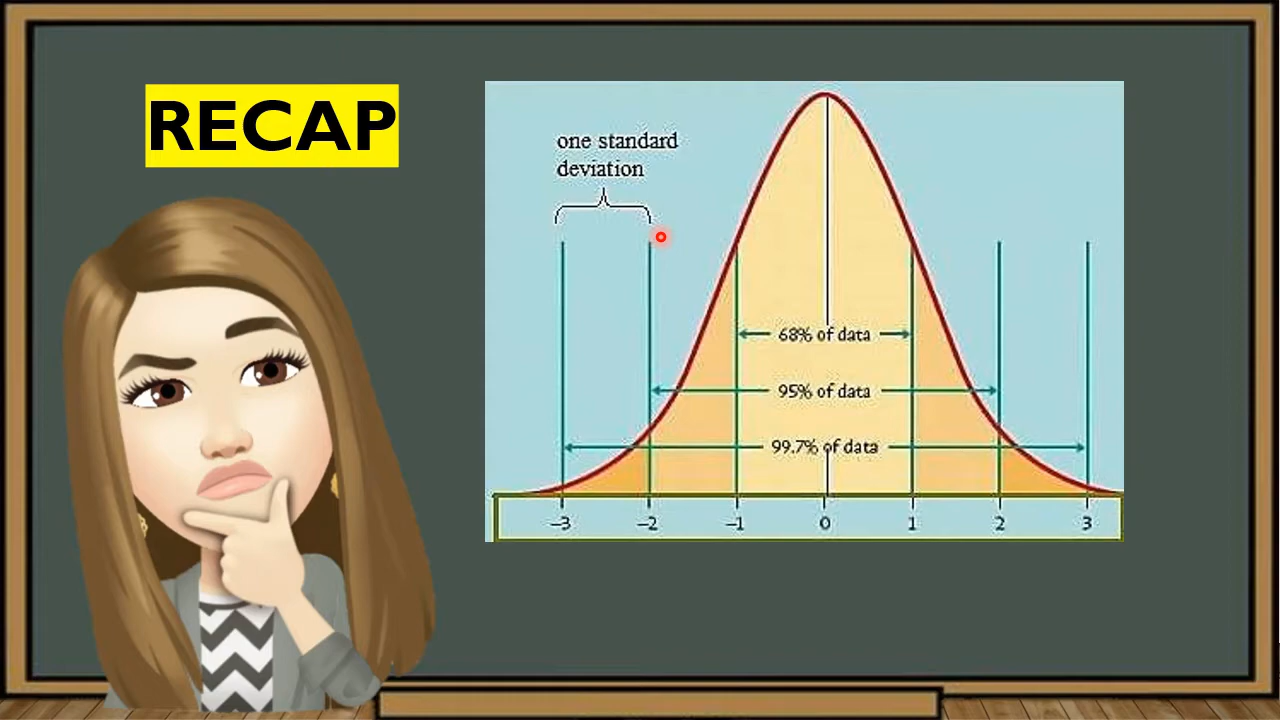 RECAP
one standard
deviation
68% of data
95% of data
99.7% of data
–3 –2 –1 0 1 2 3